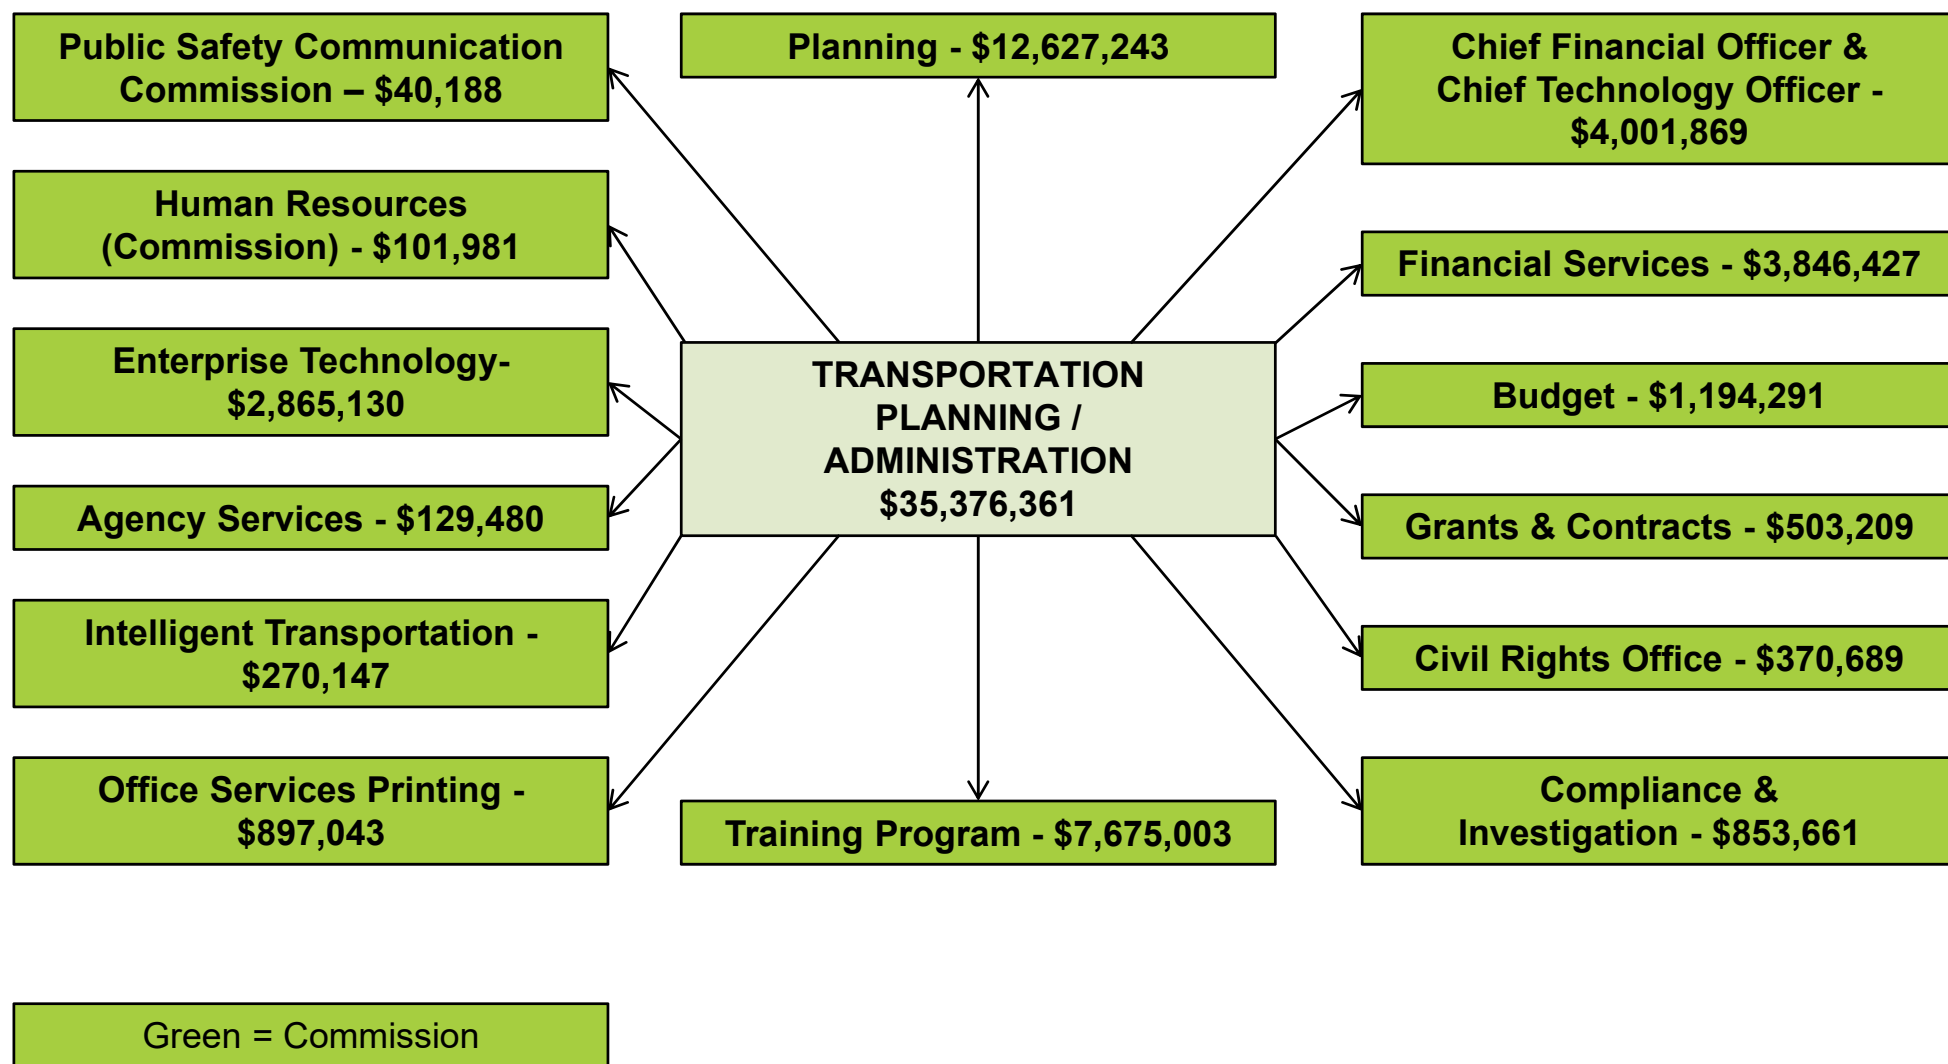 Public Safety Communication
Commission – $40,188
Planning - $12,627,243
Chief Financial Officer &
Chief Technology Officer -
$4,001,869
Human Resources
(Commission) - $101,981
Financial Services - $3,846,427
Enterprise Technology-
$2,865,130
TRANSPORTATION
PLANNING /
ADMINISTRATION
$35,376,361
Budget - $1,194,291
Agency Services - $129,480
Grants & Contracts - $503,209
Intelligent Transportation -
$270,147
Civil Rights Office - $370,689
Office Services Printing -
$897,043
Training Program - $7,675,003
Compliance &
Investigation - $853,661
Green = Commission